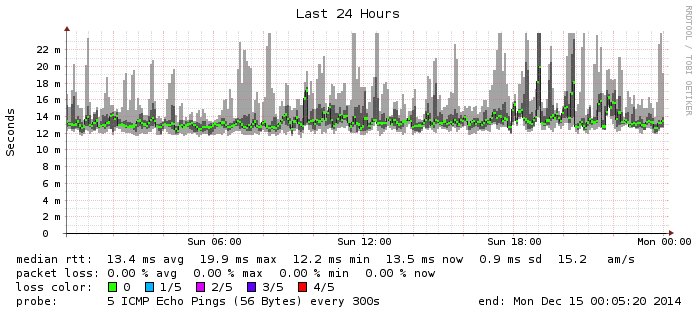 Last 24 Hours
RRDTOOL / TOBI OETIKER
Seconds
22 m
20 m
18 m
16 m
14 m
12 m
10 m
8 m
6 m
4 m
2 m
0
Sun 06:00 Sun 12:00 Sun 18:00 Mon 00:00
median rtt: 13.4 ms avg 19.9 ms max 12.2 ms min 13.5 ms now 0.9 ms sd 15.2 am/s
packet loss: 0.00 % avg 0.00 % max 0.00 % min 0.00 % now
loss color: 0 1/5 2/5 3/5 4/5
probe: 5 ICMP Echo Pings (56 Bytes) every 300s end: Mon Dec 15 00:05:20 2014